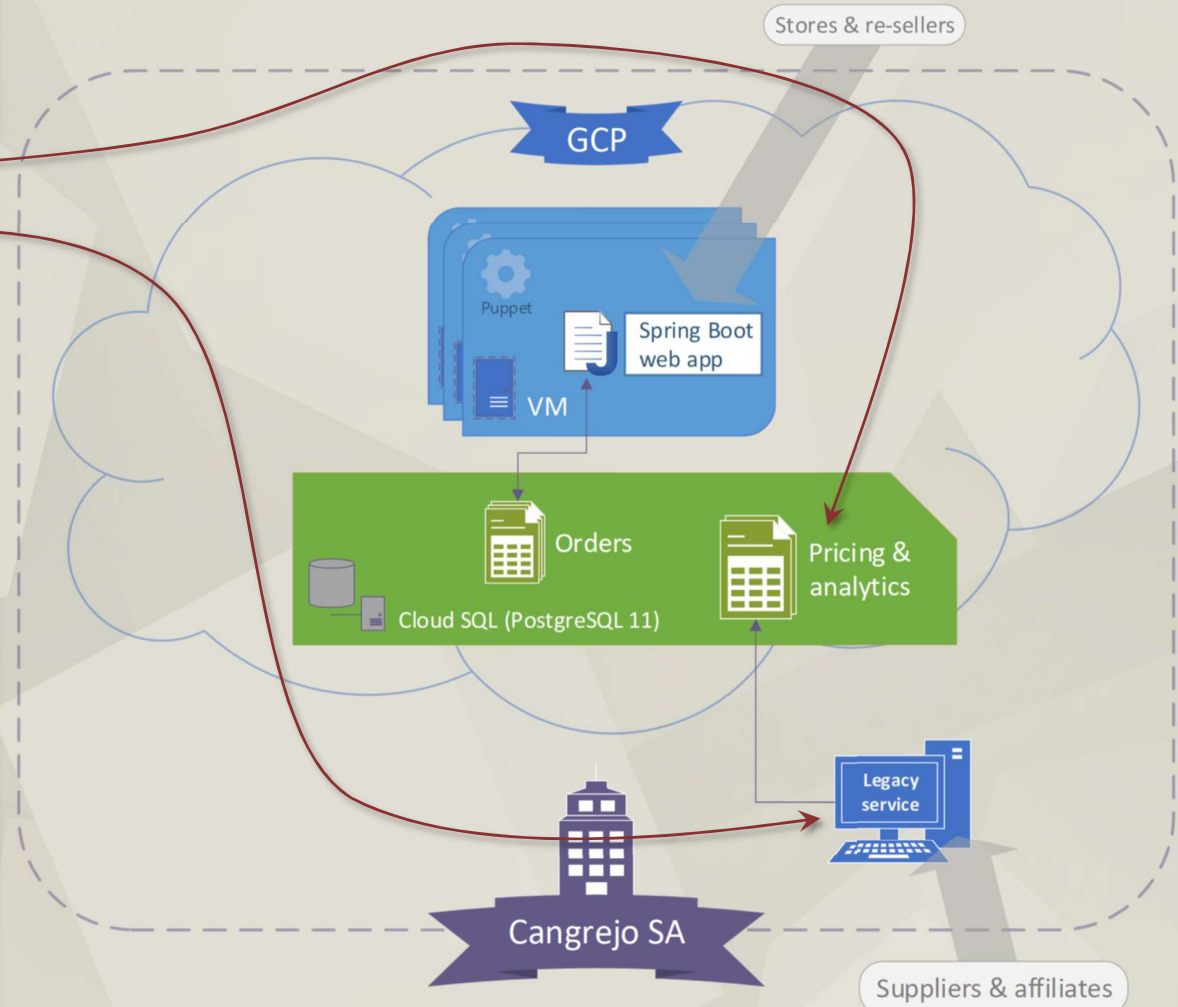 Stores & re-sellers
GCP
Puppet
Spring Boot
web app
VM
Orders
Pricing &
analytics
Cloud SQL (PostgreSQL 11)
Legacy
service
Cangrejo SA
Suppliers & affiliates